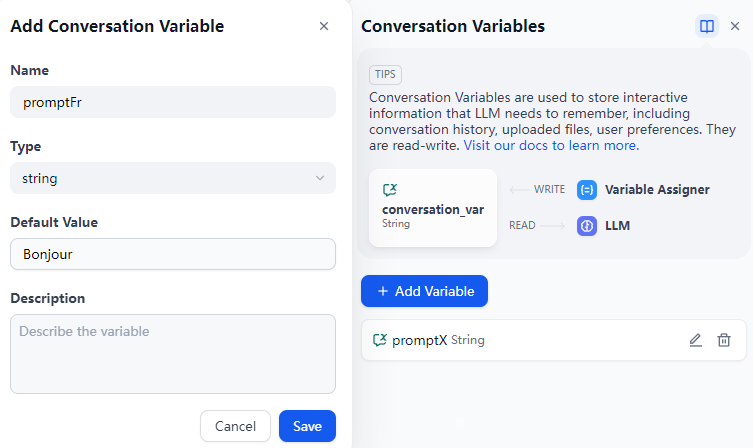 Add Conversation Variable
Name
promptFr
Type
string
Default Value
Bonjour
Description
Describe the variable
Cancel
Save
Conversation Variables
TIPS
Conversation Variables are used to store interactive
information that LLM needs to remember, including
conversation history, uploaded files, user preferences. They
are read-write. Visit our docs to learn more.
conversation_var
String
WRITE
Variable Assigner
READ
LLM
+ Add Variable
promptX String